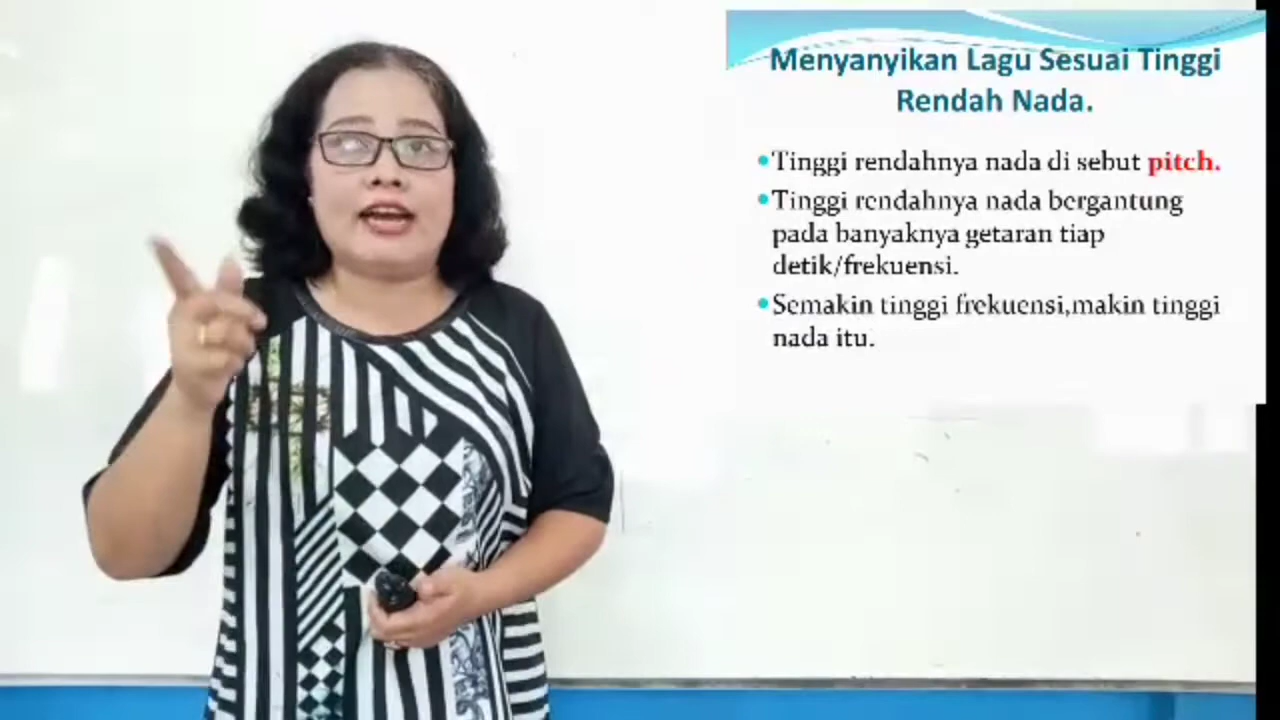 Menyanyikan Lagu Sesuai Tinggi
Rendah Nada.
•Tinggi rendahnya nada di sebut pitch.
•Tinggi rendahnya nada bergantung
pada banyaknya getaran tiap
detik/frekuensi.
•Semakin tinggi frekuensi,makin tinggi
nada itu.